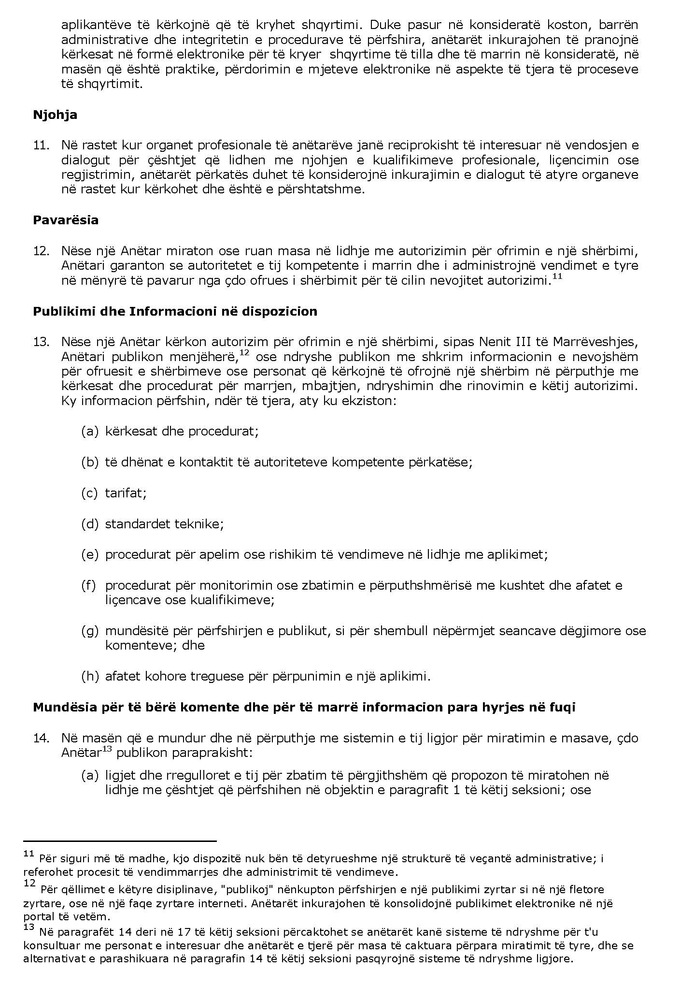 aplikantëve të kërkojnë që të kryhet shqyrtimi. Duke pasur në konsideratë koston, barrën
administrative dhe integritetin e procedurave të përfshira, anëtarët inkurajohen të pranojnë
kërkesat në formë elektronike për të kryer  shqyrtime të tilla dhe të marrin në konsideratë, në
masën që është praktike, përdorimin e mjeteve elektronike në aspekte të tjera të proceseve
të shqyrtimit.
Njohja
11. Në rastet kur organet profesionale të anëtarëve janë reciprokisht të interesuar në vendosjen e
dialogut për çështjet që lidhen me njohjen e kualifikimeve profesionale, liçencimin ose
regjistrimin, anëtarët përkatës duhet të konsiderojnë inkurajimin e dialogut të atyre organeve
në rastet kur kërkohet dhe është e përshtatshme.
Pavarësia
12. Nëse një Anëtar miraton ose ruan masa në lidhje me autorizimin për ofrimin e një shërbimi,
Anëtari garanton se autoritetet e tij kompetente i marrin dhe i administrojnë vendimet e tyre
në mënyrë të pavarur nga çdo ofrues i shërbimit për të cilin nevojitet autorizimi.11
Publikimi dhe Informacioni në dispozicion
13. Nëse një Anëtar kërkon autorizim për ofrimin e një shërbimi, sipas Nenit III të Marrëveshjes,
Anëtari publikon menjëherë,12 ose ndryshe publikon me shkrim informacionin e nevojshëm
për ofruesit e shërbimeve ose personat që kërkojnë të ofrojnë një shërbim në përputhje me
kërkesat dhe procedurat për marrjen, mbajtjen, ndryshimin dhe rinovimin e këtij autorizimi.
Ky informacion përfshin, ndër të tjera, aty ku ekziston:
(a) kërkesat dhe procedurat;
(b) të dhënat e kontaktit të autoriteteve kompetente përkatëse;
(c) tarifat;
(d) standardet teknike;
(e) procedurat për apelim ose rishikim të vendimeve në lidhje me aplikimet;
(f) procedurat për monitorimin ose zbatimin e përputhshmërisë me kushtet dhe afatet e
liçencave ose kualifikimeve;
(g) mundësitë për përfshirjen e publikut, si për shembull nëpërmjet seancave dëgjimore ose
komenteve; dhe
(h) afatet kohore treguese për përpunimin e një aplikimi.
Mundësia për të bërë komente dhe për të marrë informacion para hyrjes në fuqi
14. Në masën që e mundur dhe në përputhje me sistemin e tij ligjor për miratimin e masave, çdo
Anëtar13 publikon paraprakisht:
(a) ligjet dhe rregulloret e tij për zbatim të përgjithshëm që propozon të miratohen në
lidhje me çështjet që përfshihen në objektin e paragrafit 1 të këtij seksioni; ose
11 Për siguri më të madhe, kjo dispozitë nuk bën të detyrueshme një strukturë të veçantë administrative; i
referohet procesit të vendimmarrjes dhe administrimit të vendimeve.
12 Për qëllimet e këtyre disiplinave, "publikoj" nënkupton përfshirjen e një publikimi zyrtar si në një fletore
zyrtare, ose në një faqe zyrtare interneti. Anëtarët inkurajohen të konsolidojnë publikimet elektronike në një
portal të vetëm.
13 Në paragrafët 14 deri në 17 të këtij seksioni përcaktohet se anëtarët kanë sisteme të ndryshme për t'u
konsultuar me personat e interesuar dhe anëtarët e tjerë për masa të caktuara përpara miratimit të tyre, dhe se
alternativat e parashikuara në paragrafin 14 të këtij seksioni pasqyrojnë sisteme të ndryshme ligjore.